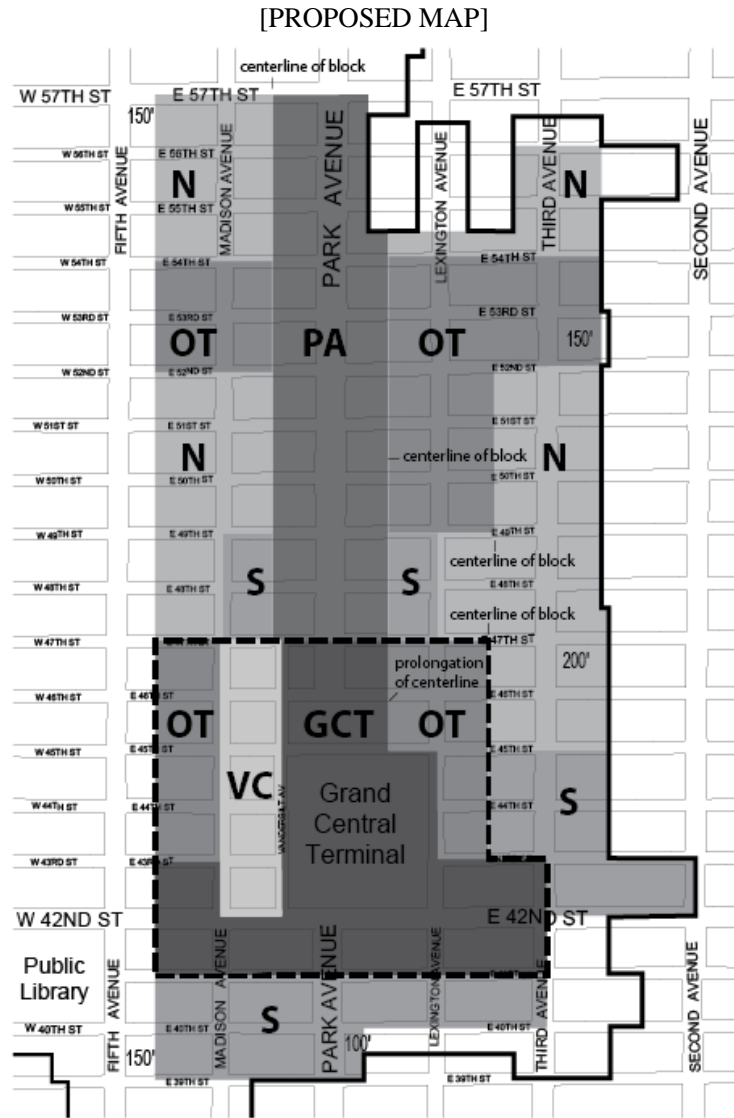 [PROPOSED MAP]
centerline of block
W 57TH ST
E 57TH ST
E 57TH ST
150'
W 56TH ST
E 56TH ST
FIFTH AVENUE
MADISON AVENUE
PARK AVENUE
LEXINGTON AVENUE
THIRD AVENUE
SECOND AVENUE
N
N
W 55TH ST
E 55TH ST
W 54TH ST
E 54TH ST
E 54TH ST
W 53RD ST
E 53RD ST
E 53RD ST
OT
PA
OT
150'
W 52ND ST
E 52ND ST
E 52ND ST
W 51ST ST
E 51ST ST
E 51ST ST
N
centerline of block
N
W 50TH ST
E 50TH ST
E 50TH ST
W 49TH ST
E 49TH ST
E 49TH ST
centerline of block
W 48TH ST
E 48TH ST
S
S
E 48TH ST
centerline of block
W 47TH ST
47TH ST
prolongation
of centerline
200'
W 46TH ST
E 46TH ST
E 46TH ST
OT
GCT
OT
W 45TH ST
E 45TH ST
E 45TH ST
VC
VANDERBILT AV
Grand
Central
Terminal
W 44TH ST
E 44TH ST
E 44TH ST
S
W 43RD ST
E 43RD ST
W 42ND ST
E 42ND ST
Public
Library
FIFTH AVENUE
MADISON AVENUE
PARK AVENUE
LEXINGTON AVENUE
THIRD AVENUE
SECOND AVENUE
S
W 40TH ST
E 40TH ST
E 40TH ST
150'
100'
E 39TH ST
E 39TH ST